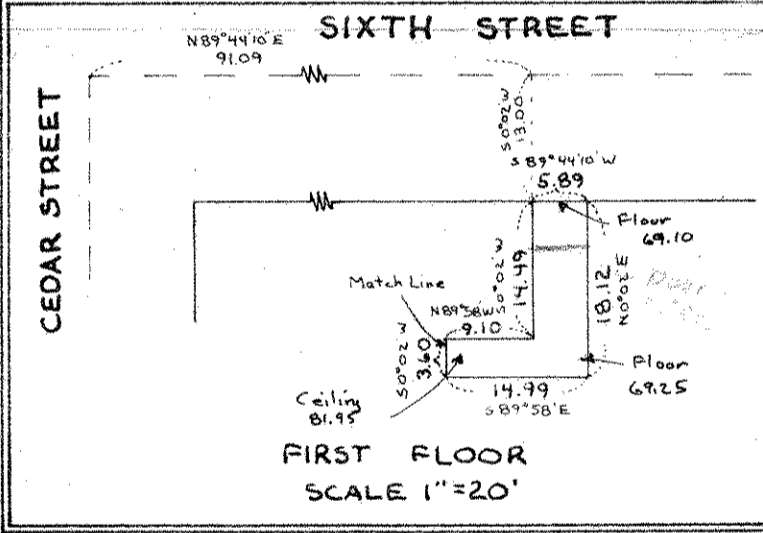 SIXTH STREET
N89°44'10"E
91.09
CEDAR STREET
S0°02'W
13.00
S89°44'10"W
5.89
Floor
69.10
S0°02'W
14.49
N0°02'E
18.12
Door
Match Line
N89°58'W
9.10
S0°02'W
3.60
Ceiling
81.95
14.99
S89°58'E
Floor
69.25
FIRST FLOOR
SCALE 1"=20'